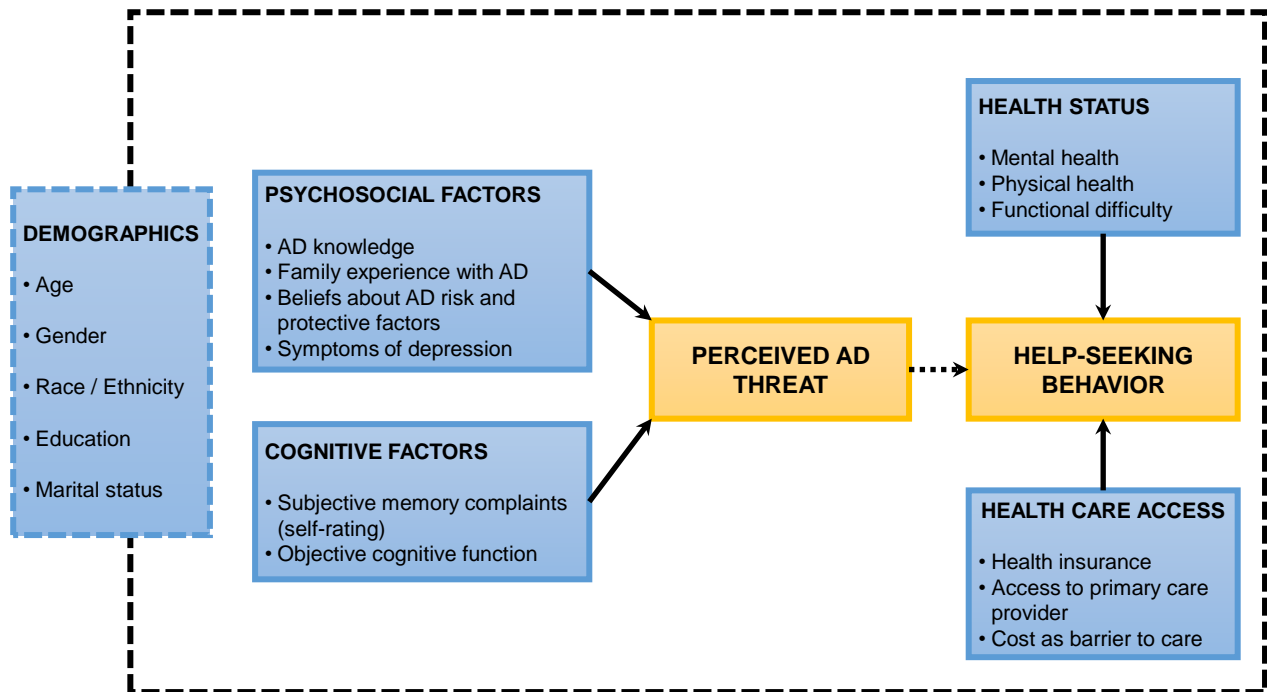 DEMOGRAPHICS
• Age
• Gender
• Race / Ethnicity
• Education
• Marital status
PSYCHOSOCIAL FACTORS
• AD knowledge
• Family experience with AD
• Beliefs about AD risk and
protective factors
• Symptoms of depression
COGNITIVE FACTORS
• Subjective memory complaints
(self-rating)
• Objective cognitive function
PERCEIVED AD
THREAT
HEALTH STATUS
• Mental health
• Physical health
• Functional difficulty
HELP-SEEKING
BEHAVIOR
HEALTH CARE ACCESS
• Health insurance
• Access to primary care
provider
• Cost as barrier to care